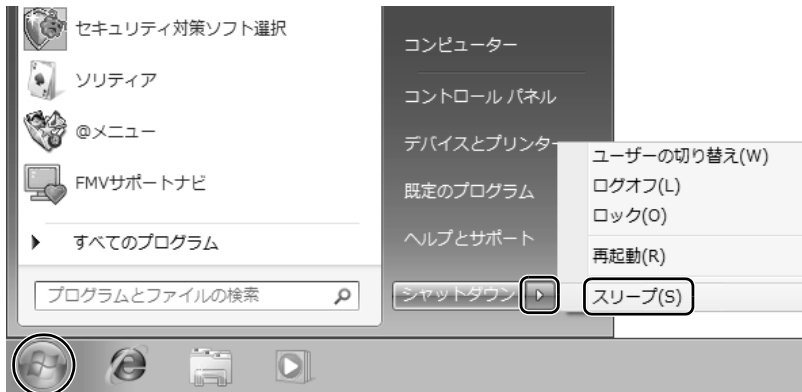 セキュリティ対策ソフト選択
ソリティア
@メニュー
FMVサポートナビ
すべてのプログラム
プログラムとファイルの検索
コンピューター
コントロール パネル
デバイスとプリンター
既定のプログラム
ヘルプとサポート
シャットダウン
ユーザーの切り替え(W)
ログオフ(L)
ロック(O)
再起動(R)
スリープ(S)